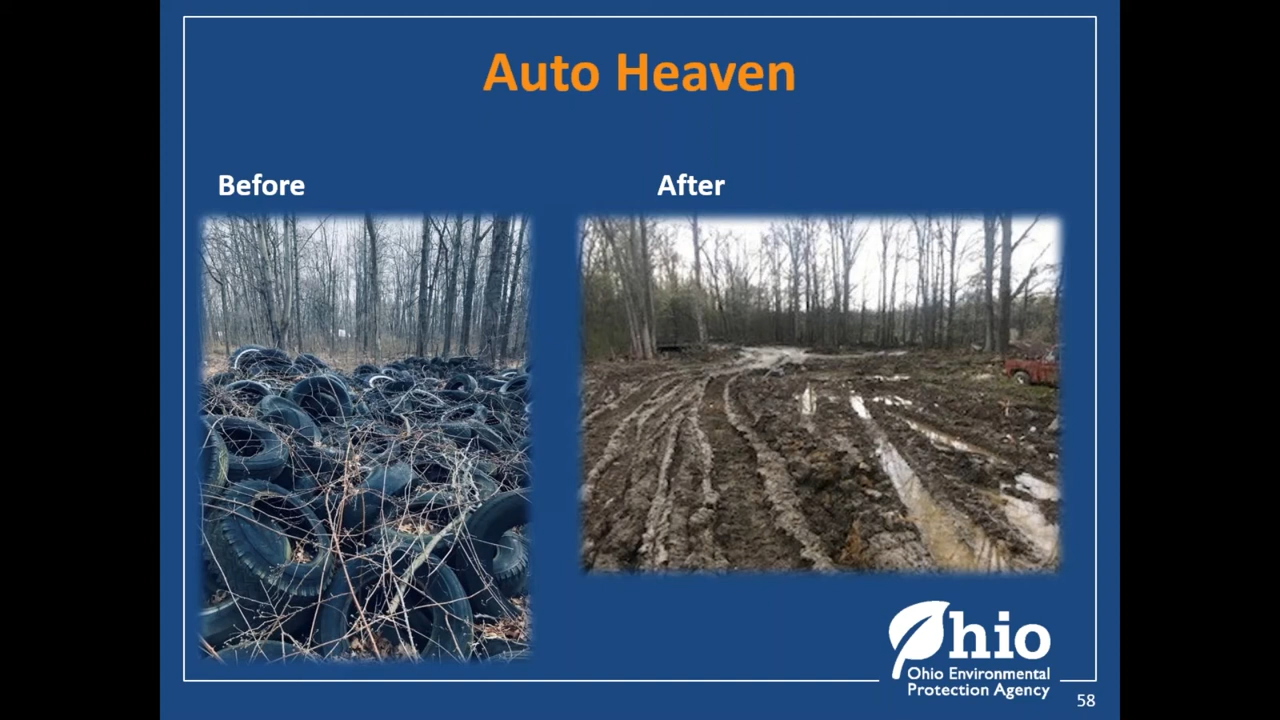 Auto Heaven
Before
After
Ohio
Ohio Environmental
Protection Agency
58